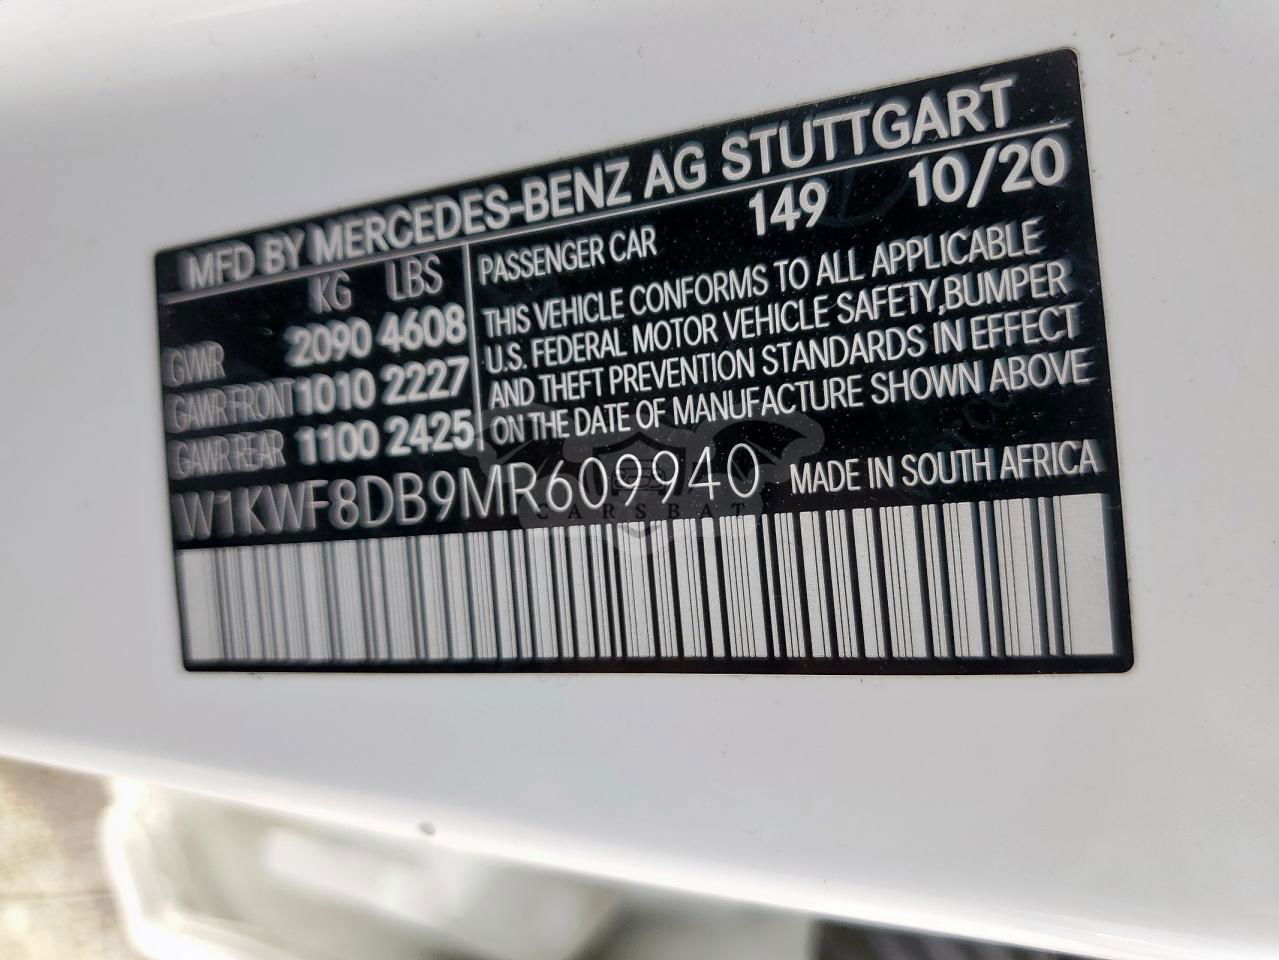 MFD BY MERCEDES-BENZ AG STUTTGART
KG LBS
GVWR 2090 4608
GAWR FRONT 1010 2227
GAWR REAR 1100 2425
PASSENGER CAR 149 10/20
THIS VEHICLE CONFORMS TO ALL APPLICABLE
U.S. FEDERAL MOTOR VEHICLE SAFETY, BUMPER
AND THEFT PREVENTION STANDARDS IN EFFECT
ON THE DATE OF MANUFACTURE SHOWN ABOVE
W1KWF8DB9MR609940 MADE IN SOUTH AFRICA
CARSBAT